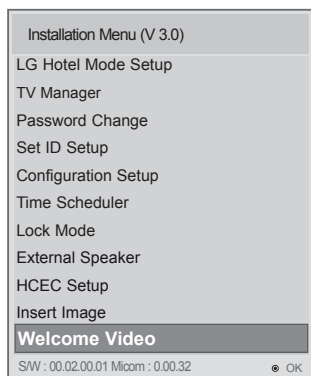 Installation Menu (V 3.0)
LG Hotel Mode Setup
TV Manager
Password Change
Set ID Setup
Configuration Setup
Time Scheduler
Lock Mode
External Speaker
HCEC Setup
Insert Image
Welcome Video
S/W : 00.02.00.01 Micom : 0.00.32 OK